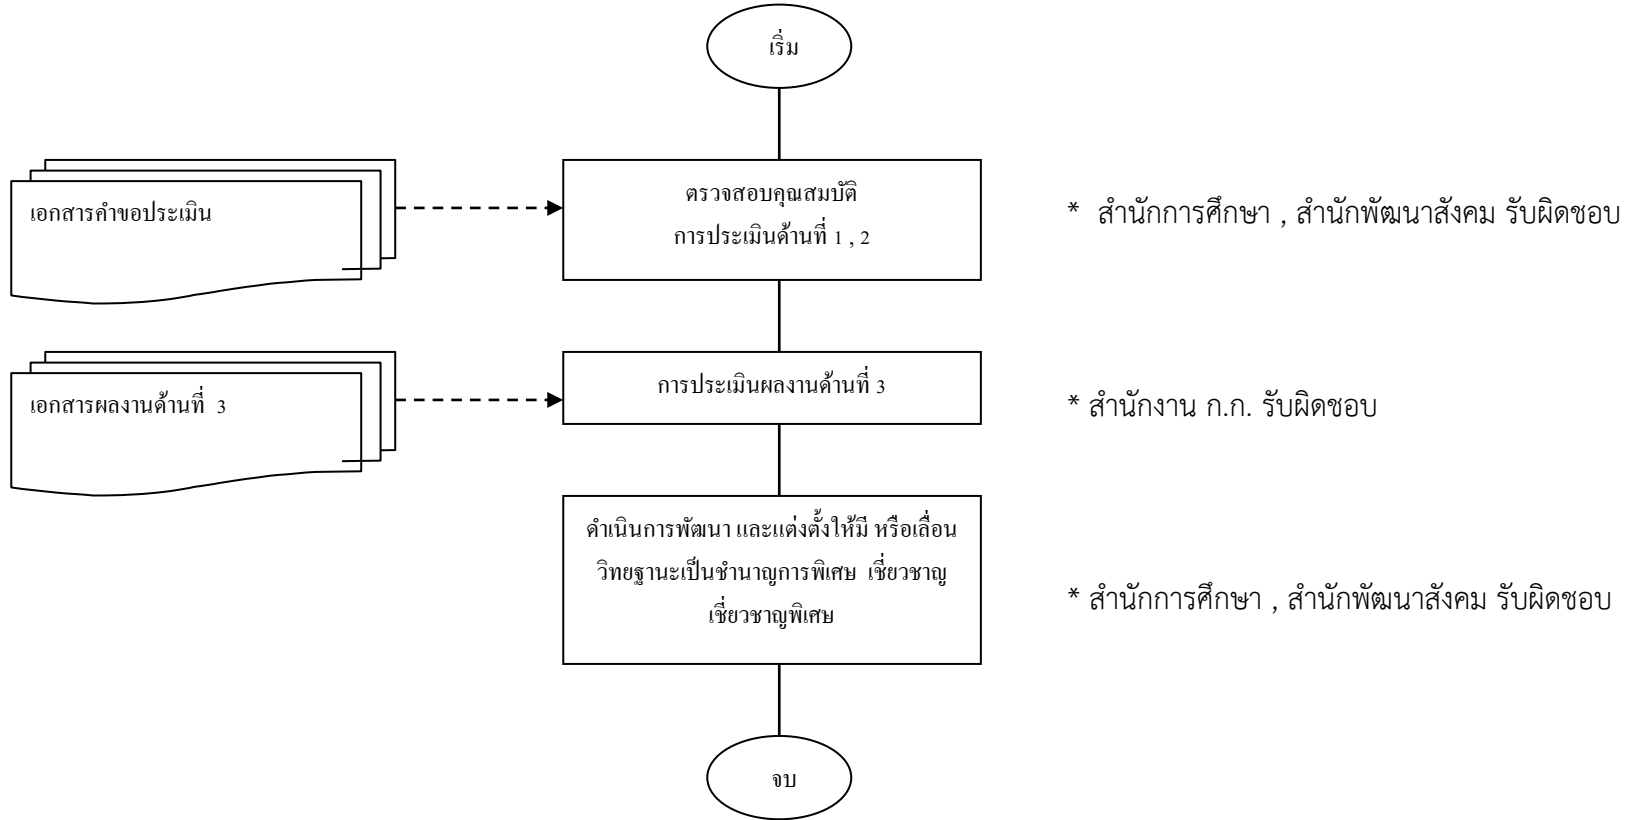 เริ่ม
เอกสารคำขอประเมิน
ตรวจสอบคุณสมบัติ
การประเมินด้านที่ 1 , 2
* สำนักการศึกษา , สำนักพัฒนาสังคม รับผิดชอบ
เอกสารผลงานด้านที่ 3
การประเมินผลงานด้านที่ 3
* สำนักงาน ก.ก. รับผิดชอบ
ดำเนินการพัฒนา และแต่งตั้งให้มี หรือเลื่อน
วิทยฐานะเป็นชำนาญการพิเศษ เชี่ยวชาญ
เชี่ยวชาญพิเศษ
* สำนักการศึกษา , สำนักพัฒนาสังคม รับผิดชอบ
จบ